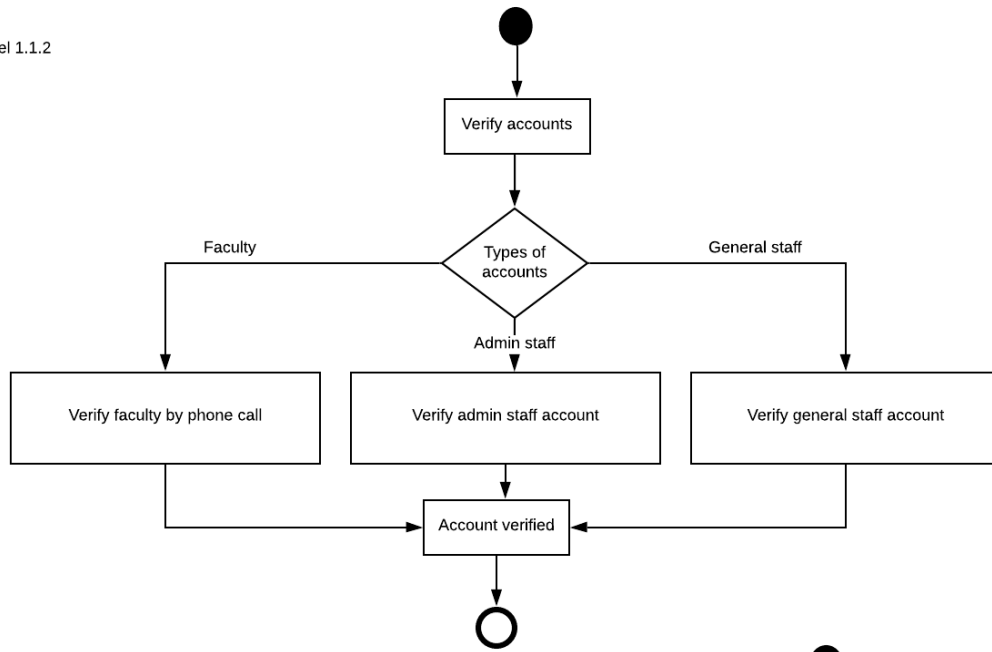 el 1.1.2
Verify accounts
Types of
accounts
Faculty
General staff
Admin staff
Verify faculty by phone call
Verify admin staff account
Verify general staff account
Account verified